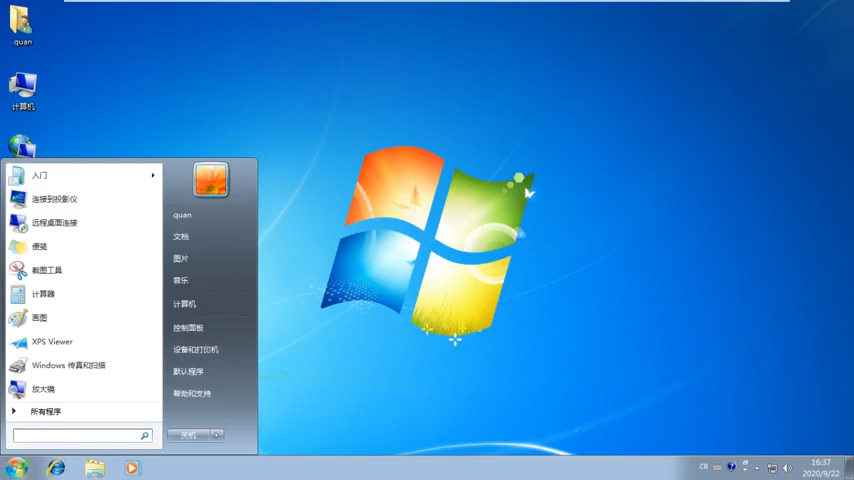 quan
计算机
入门
连接到投影仪
远程桌面连接
便笺
截图工具
计算器
画图
XPS Viewer
Windows 传真和扫描
放大镜
所有程序
quan
文档
图片
音乐
计算机
控制面板
设备和打印机
默认程序
帮助和支持
关机
CH
16:37
2020/9/22